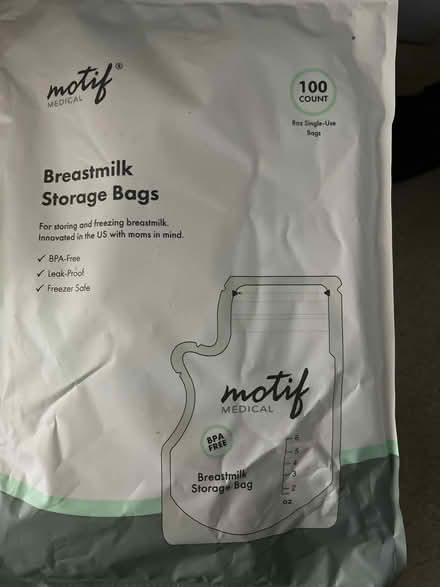 motif®
MEDICAL
100
COUNT
8oz Single-Use
Bags
Breastmilk
Storage Bags
For storing and freezing breastmilk.
Innovated in the US with moms in mind.
✓ BPA-Free
✓ Leak-Proof
✓ Freezer Safe
motif
MEDICAL
BPA
FREE
Breastmilk
Storage Bag
6
5
4
3
2
oz